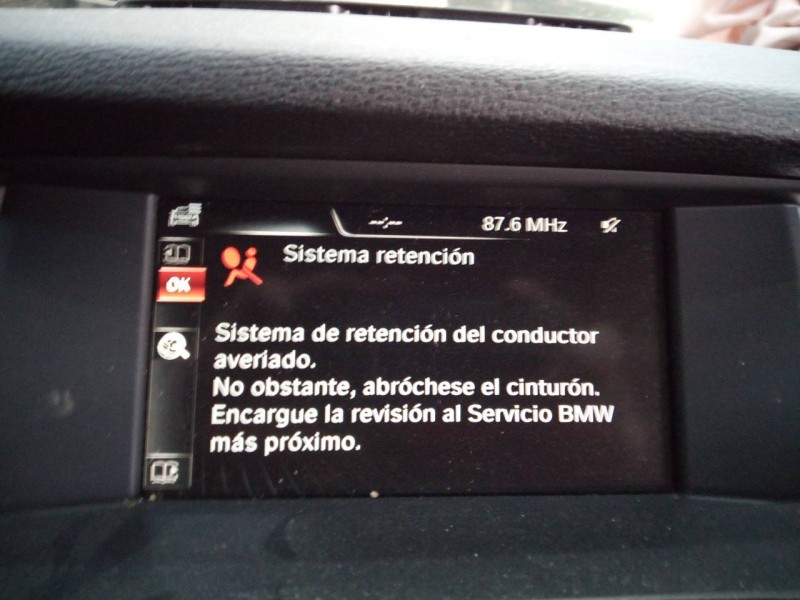 --:--
87.6 MHz
Sistema retención
OK
Sistema de retención del conductor
averiado.
No obstante, abróchese el cinturón.
Encargue la revisión al Servicio BMW
más próximo.